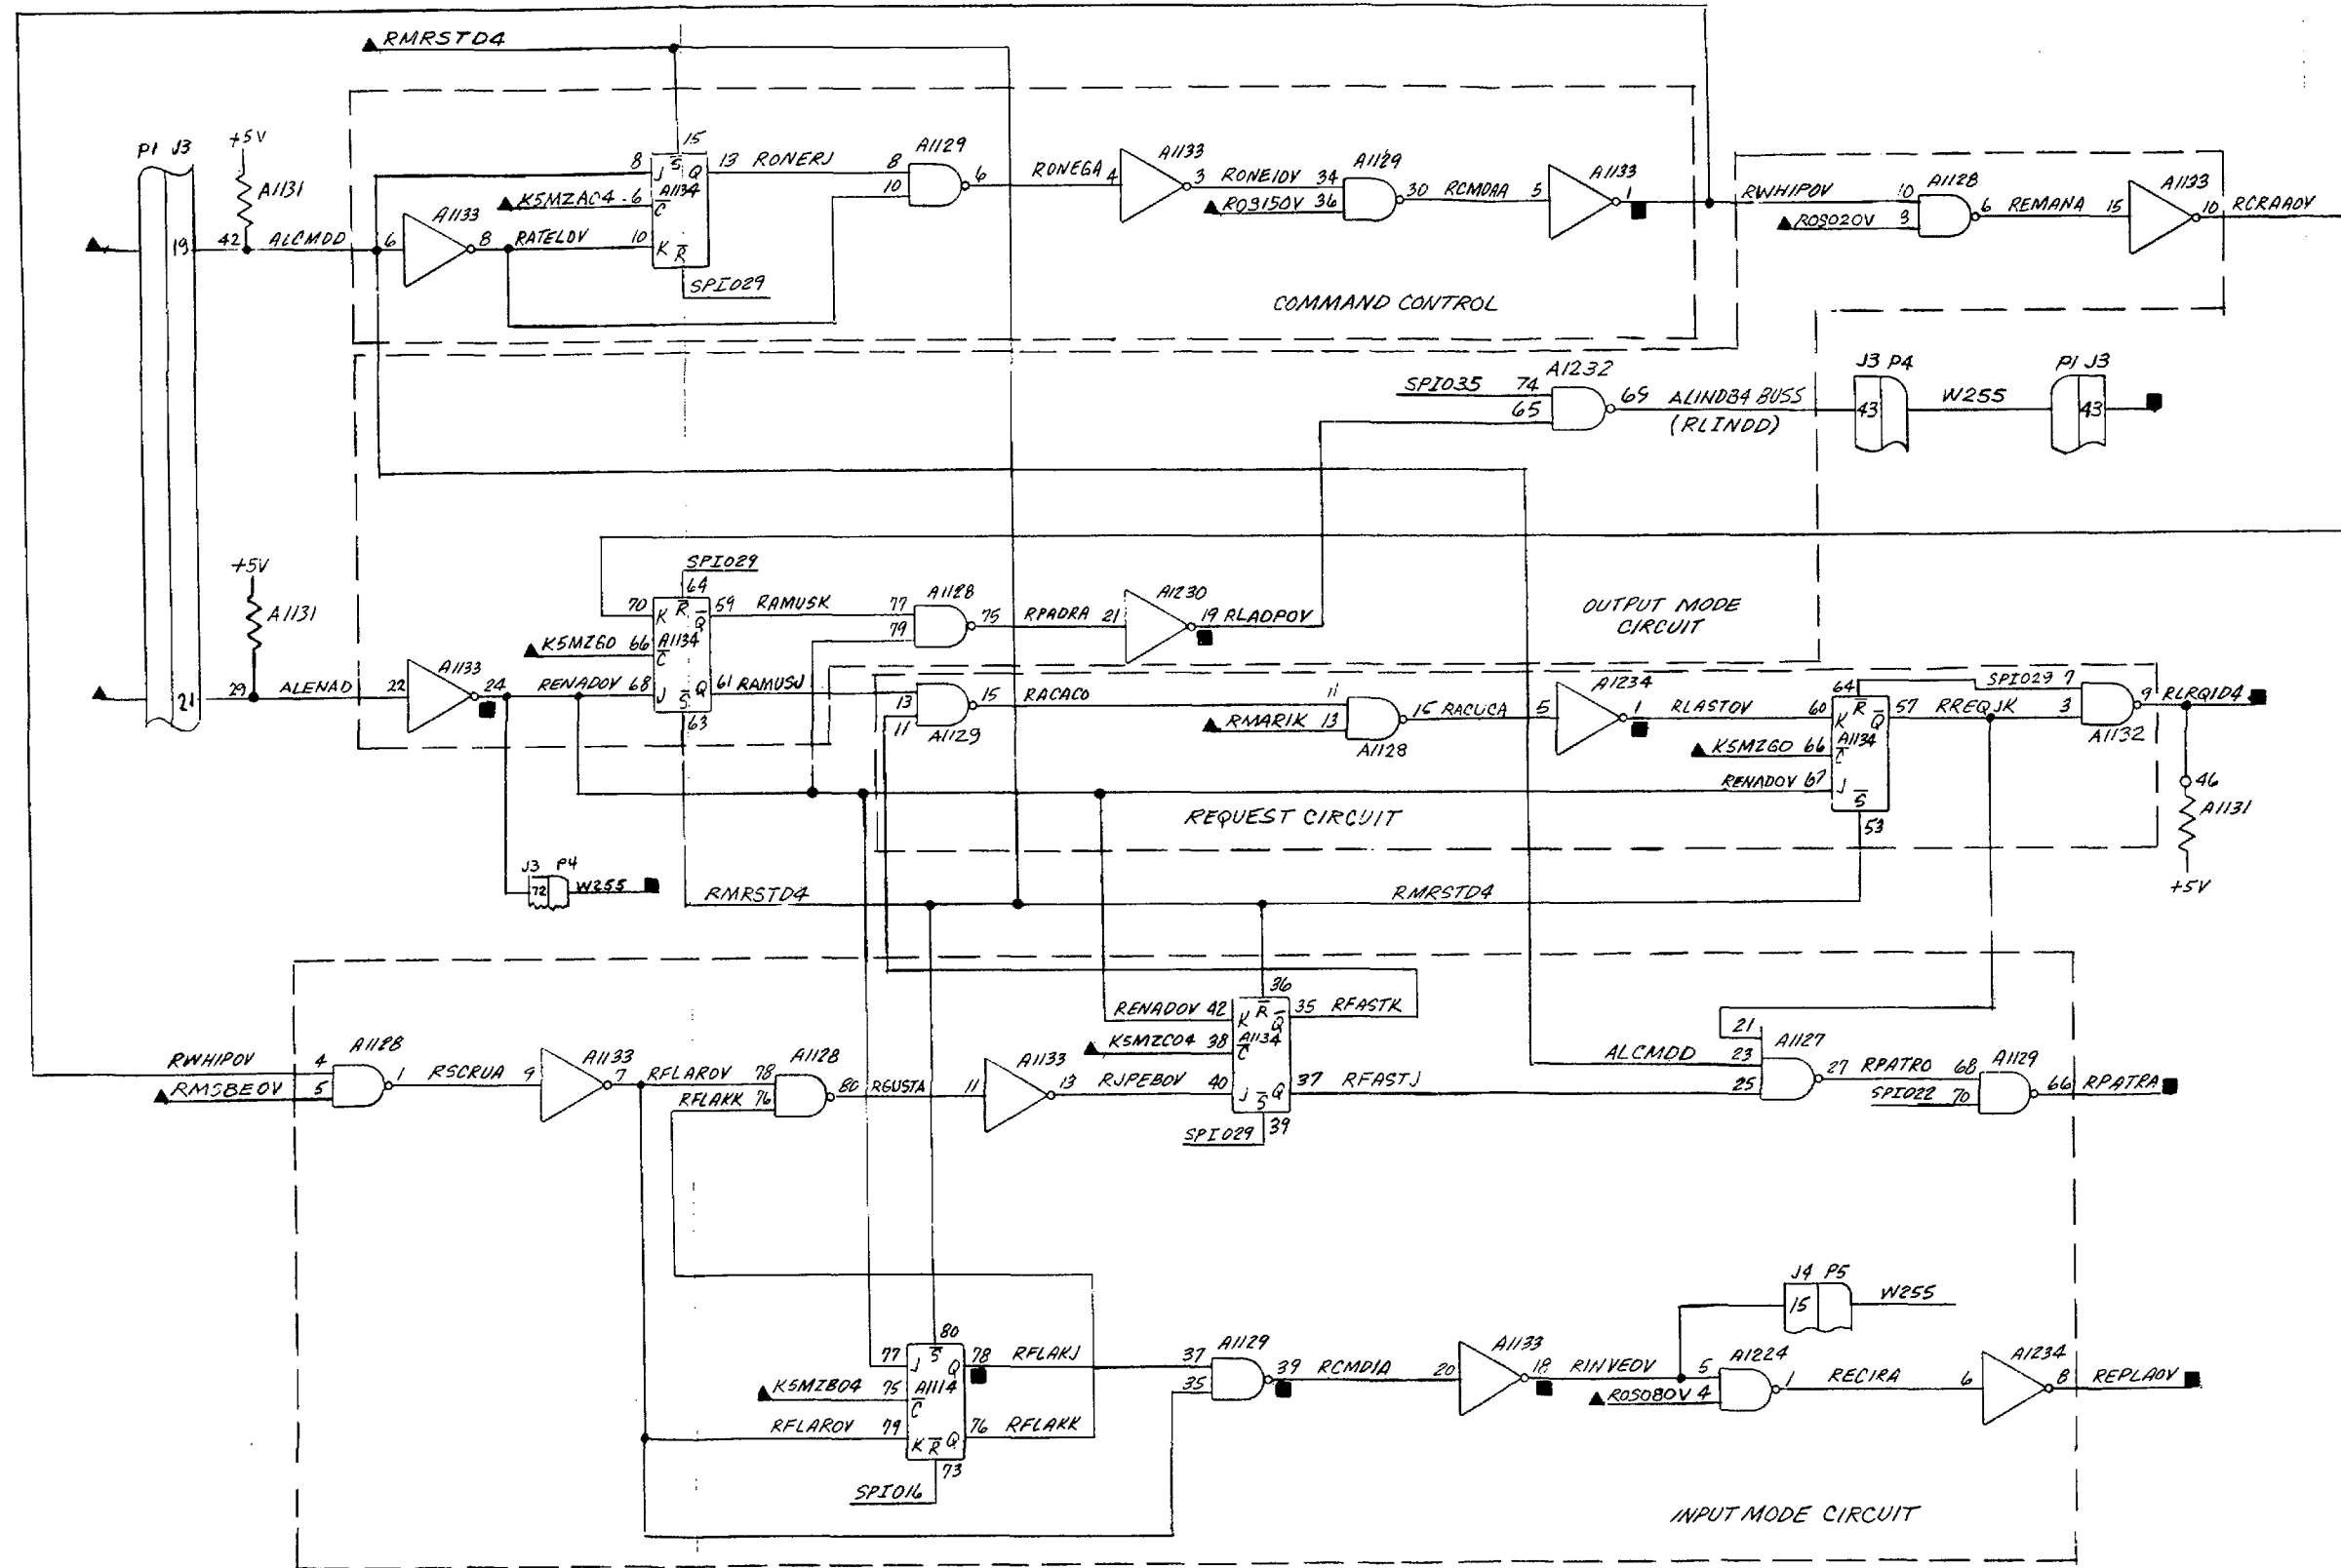 RMRSTD4
P1 J3
+5V
A1131
19
42 ALCMDD
6 A1133 8 RATELOV 10
8 J S Q 13 RONERJ
15
K5MZAC4 6 C A1134
K R
SPI029
8 A1129
10 6 RONEGA 4
A1133 3 RONEIDV 34
ROS150V 36
A1129 30 RCMDAA 5
A1133 1
RWHIPOV 10
ROS020V 3
A1128 6 REMANA 15
A1133 10 RCRAAOV
COMMAND CONTROL
SPI035 74
65
A1232 69 ALINDB4 BUSS
(RLINDD)
J3 P4
43 W255
P1 J3
43
+5V
A1131
21
29 ALENAD 22
A1133 24 RENADOV 68
SPI029
64
70 K R Q 59 RAMUSK 77
K5MZGO 66 C A1134
J S Q 61 RAMUSJ
63
79
A1128 75 RPADRA 21
A1230 19 RLADPOV
OUTPUT MODE
CIRCUIT
13
11
A1129
15 RACACO 11
RMARIK 13
A1128
15 RACUCA 5
A1234 1 RLASTOV 60
K5MZGO 66
RENADOV 67
64
K R Q
A1134
C
J S
53
57 RREQJK 3
SPI029 7
A1132
9 RLRQID4
46
A1131
+5V
REQUEST CIRCUIT
J3 P4
72 W255
RMRSTD4
RMRSTD4
RWHIPOV 4
RMSBEOV 5
A1128
1 RSCRUA 9
A1133
7 RFLAROV 78
RFLAKK 76
A1128
80 RGUSTA 11
A1133
13 RJPEBOV 40
RENADOV 42
K5MZC04 38
36
K R Q
A1134
C
J S Q
35 RFASTK
37 RFASTJ
SPI029 39
21
ALCMDD 23
25
A1127
27 RPATRO 68
SPI022 70
A1129
66 RPATRA
80
77 J S Q 78 RFLAKJ 37
K5MZB04 75 A1114
C
RFLAROV 79 K R Q 76 RFLAKK
73
SPI016
35
A1129
39 RCMDIA 20
A1133
18 RINVEOV 5
ROS080V 4
J4 P5
15 W255
A1224
1 RECIRA 6
A1234
8 REPLAOV
INPUT MODE CIRCUIT